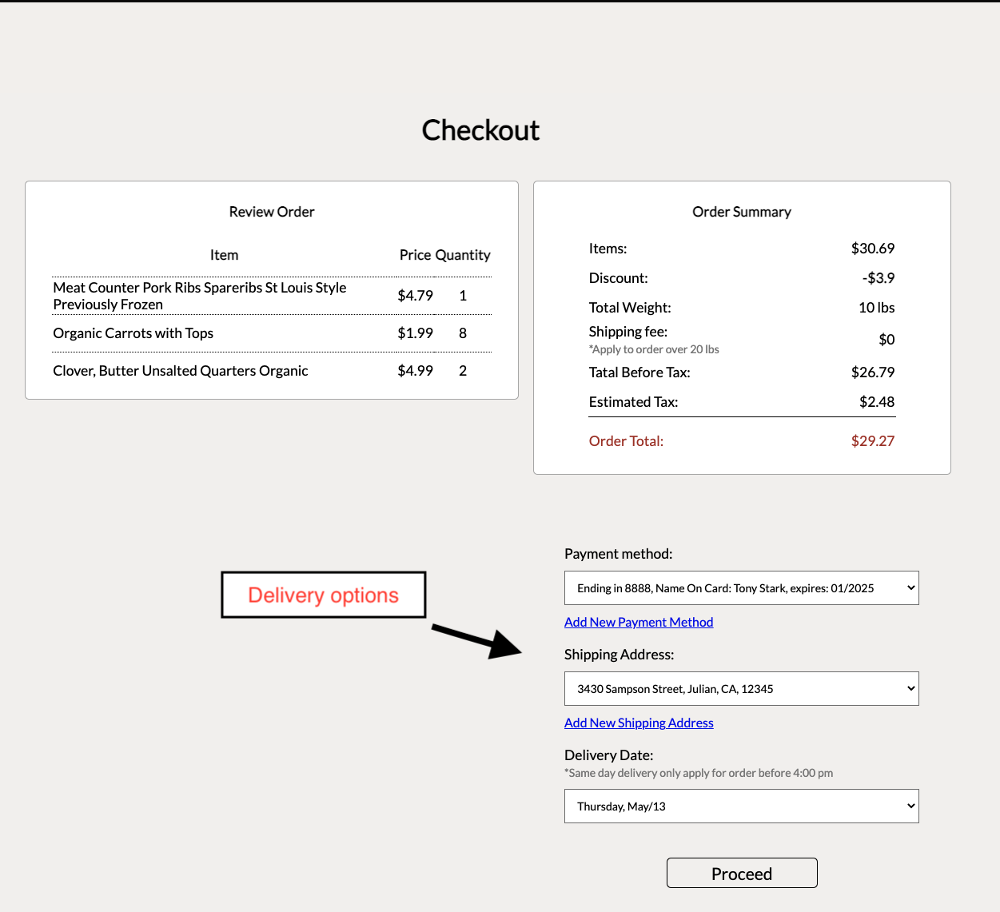 Checkout
Review Order
Item Price Quantity
Meat Counter Pork Ribs Spareribs St Louis Style
Previously Frozen
$4.79 1
Organic Carrots with Tops $1.99 8
Clover, Butter Unsalted Quarters Organic $4.99 2
Order Summary
Items: $30.69
Discount: -$3.9
Total Weight: 10 lbs
Shipping fee:
*Apply to order over 20 lbs
$0
Tatal Before Tax: $26.79
Estimated Tax: $2.48
Order Total: $29.27
Delivery options
Payment method:
Ending in 8888, Name On Card: Tony Stark, expires: 01/2025
Add New Payment Method
Shipping Address:
3430 Sampson Street, Julian, CA, 12345
Add New Shipping Address
Delivery Date:
*Same day delivery only apply for order before 4:00 pm
Thursday, May/13
Proceed